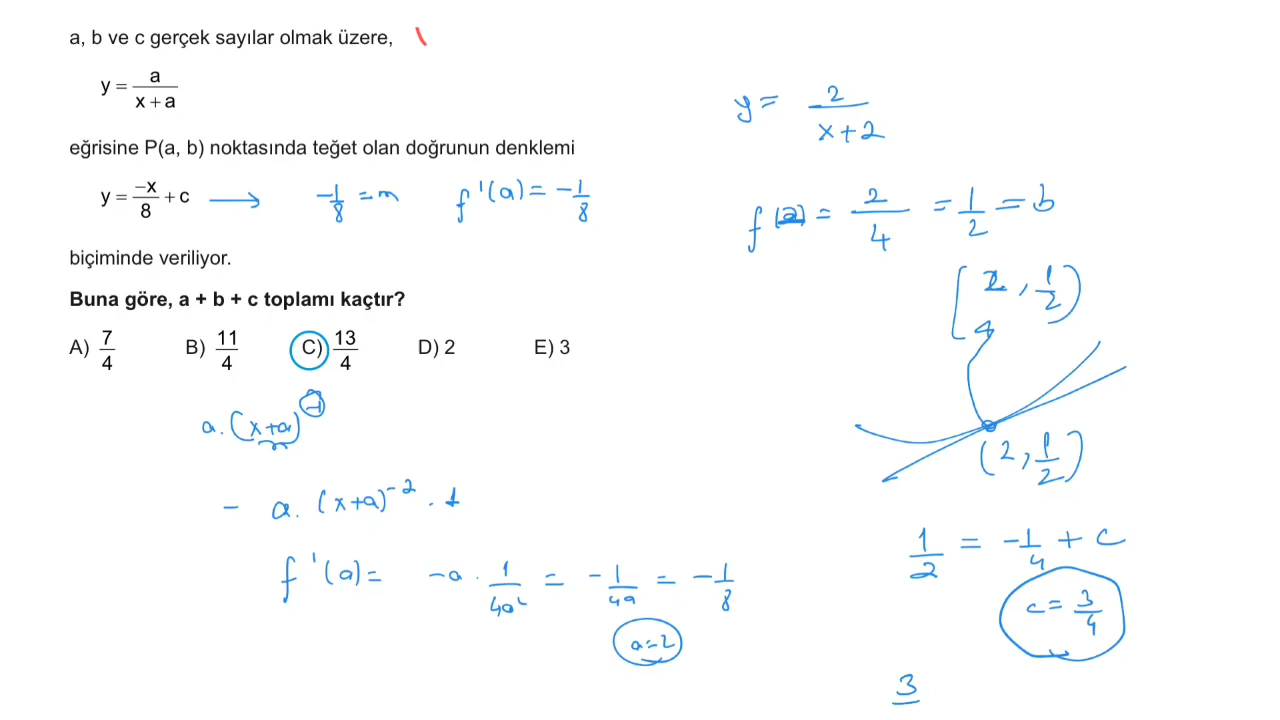 a, b ve c gerçek sayılar olmak üzere,
y = a / (x + a)
eğrisine P(a, b) noktasında teğet olan doğrunun denklemi
y = -x/8 + c ⟶ -1/8 = m f'(a) = -1/8
biçiminde veriliyor.
Buna göre, a + b + c toplamı kaçtır?
A) 7/4 B) 11/4 C) 13/4 D) 2 E) 3
a. (x+a)^-1
- a. (x+a)^-2 . 1
f'(a) = -a . 1/4a² = -1/4a = -1/8
a=2
y = 2 / (x+2)
f(2) = 2/4 = 1/2 = b
(2, 1/2)
(2, 1/2)
1/2 = -1/4 + c
c = 3/4
3